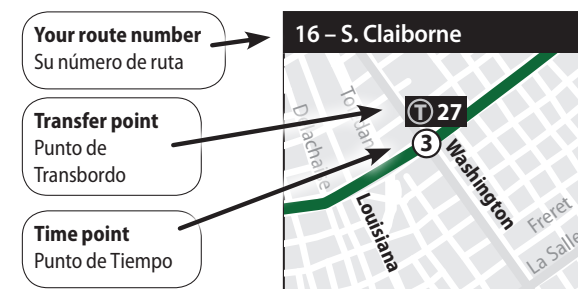 Your route number
Su número de ruta
16 – S. Claiborne
Transfer point
Punto de
Transbordo
T 27
3
Time point
Punto de Tiempo
Delachaise
Louisiana
Washington
Freret
La Salle